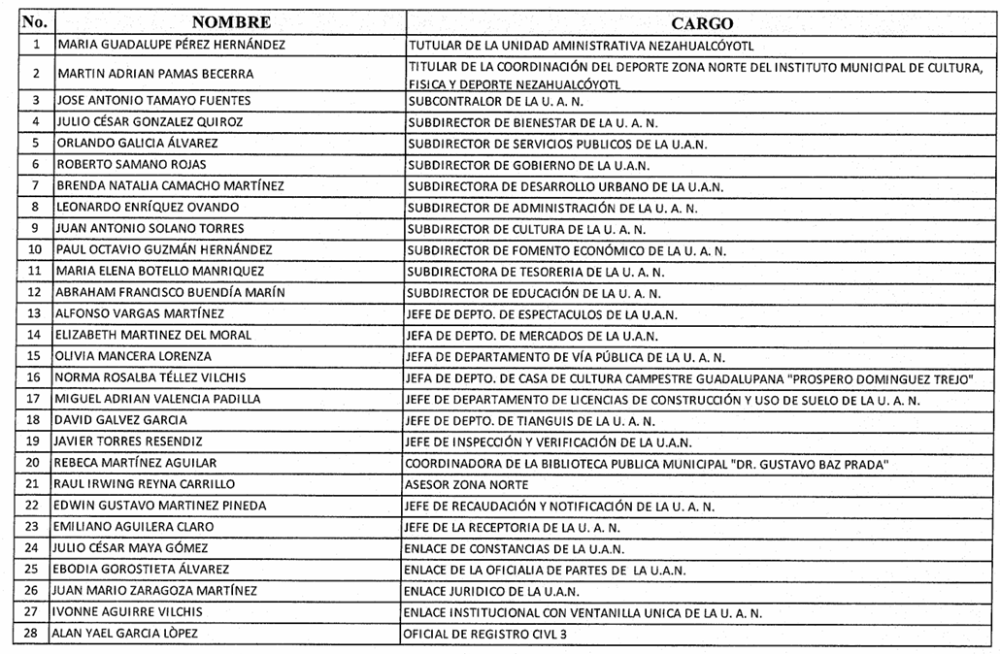 No. NOMBRE CARGO
1 MARIA GUADALUPE PÉREZ HERNÁNDEZ TUTULAR DE LA UNIDAD AMINISTRATIVA NEZAHUALCÓYOTL
2 MARTIN ADRIAN PAMAS BECERRA TITULAR DE LA COORDINACIÓN DEL DEPORTE ZONA NORTE DEL INSTITUTO MUNICIPAL DE CULTURA,
FISICA Y DEPORTE NEZAHUALCÓYOTL
3 JOSE ANTONIO TAMAYO FUENTES SUBCONTRALOR DE LA U. A. N.
4 JULIO CÉSAR GONZALEZ QUIROZ SUBDIRECTOR DE BIENESTAR DE LA U. A. N.
5 ORLANDO GALICIA ÁLVAREZ SUBDIRECTOR DE SERVICIOS PUBLICOS DE LA U.A.N.
6 ROBERTO SAMANO ROJAS SUBDIRECTOR DE GOBIERNO DE LA U.A.N.
7 BRENDA NATALIA CAMACHO MARTÍNEZ SUBDIRECTORA DE DESARROLLO URBANO DE LA U.A.N.
8 LEONARDO ENRÍQUEZ OVANDO SUBDIRECTOR DE ADMINISTRACIÓN DE LA U. A. N.
9 JUAN ANTONIO SOLANO TORRES SUBDIRECTOR DE CULTURA DE LA U. A. N.
10 PAUL OCTAVIO GUZMÁN HERNÁNDEZ SUBDIRECTOR DE FOMENTO ECONÓMICO DE LA U. A. N.
11 MARIA ELENA BOTELLO MANRIQUEZ SUBDIRECTORA DE TESORERIA DE LA U. A. N.
12 ABRAHAM FRANCISCO BUENDÍA MARÍN SUBDIRECTOR DE EDUCACIÓN DE LA U. A. N.
13 ALFONSO VARGAS MARTÍNEZ JEFE DE DEPTO. DE ESPECTACULOS DE LA U.A.N.
14 ELIZABETH MARTINEZ DEL MORAL JEFA DE DEPTO. DE MERCADOS DE LA U.A.N.
15 OLIVIA MANCERA LORENZA JEFA DE DEPARTAMENTO DE VÍA PÚBLICA DE LA U. A. N.
16 NORMA ROSALBA TÉLLEZ VILCHIS JEFA DE DEPTO. DE CASA DE CULTURA CAMPESTRE GUADALUPANA "PROSPERO DOMINGUEZ TREJO"
17 MIGUEL ADRIAN VALENCIA PADILLA JEFE DE DEPARTAMENTO DE LICENCIAS DE CONSTRUCCIÓN Y USO DE SUELO DE LA U. A. N.
18 DAVID GALVEZ GARCIA JEFE DE DEPTO. DE TIANGUIS DE LA U. A. N.
19 JAVIER TORRES RESENDIZ JEFE DE INSPECCIÓN Y VERIFICACIÓN DE LA U.A.N.
20 REBECA MARTÍNEZ AGUILAR COORDINADORA DE LA BIBLIOTECA PUBLICA MUNICIPAL "DR. GUSTAVO BAZ PRADA"
21 RAUL IRWING REYNA CARRILLO ASESOR ZONA NORTE
22 EDWIN GUSTAVO MARTINEZ PINEDA JEFE DE RECAUDACIÓN Y NOTIFICACIÓN DE LA U. A. N.
23 EMILIANO AGUILERA CLARO JEFE DE LA RECEPTORIA DE LA U. A. N.
24 JULIO CÉSAR MAYA GÓMEZ ENLACE DE CONSTANCIAS DE LA U.A.N.
25 EBODIA GOROSTIETA ÁLVAREZ ENLACE DE LA OFICIALIA DE PARTES DE LA U.A.N.
26 JUAN MARIO ZARAGOZA MARTÍNEZ ENLACE JURIDICO DE LA U.A.N.
27 IVONNE AGUIRRE VILCHIS ENLACE INSTITUCIONAL CON VENTANILLA UNICA DE LA U. A. N.
28 ALAN YAEL GARCIA LÒPEZ OFICIAL DE REGISTRO CIVL 3